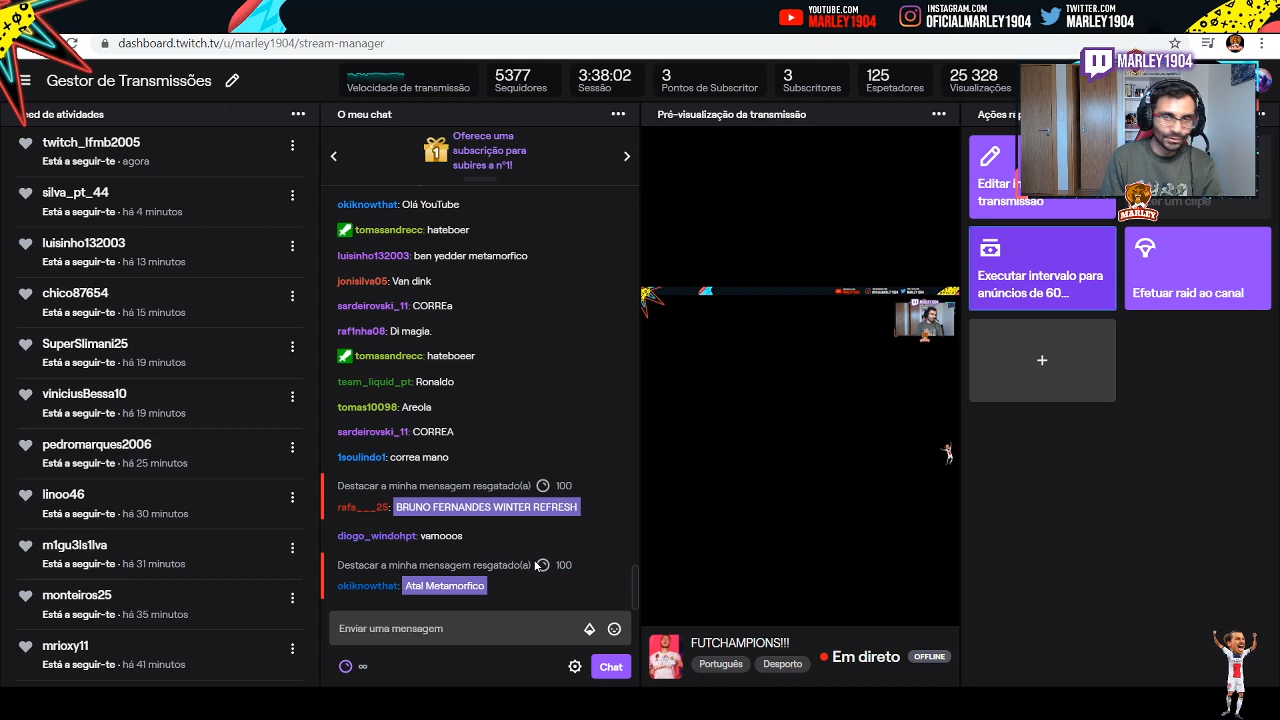 YOUTUBE.COM/
MARLEY1904
INSTAGRAM.COM/
OFICIALMARLEY1904
TWITTER.COM/
MARLEY1904
dashboard.twitch.tv/u/marley1904/stream-manager
MARLEY1904
Gestor de Transmissões
Velocidade de transmissão
5377
Seguidores
3:38:02
Sessão
3
Pontos de Subscritor
3
Subscritores
125
Espetadores
25 328
Visualizações
ed de atividades
twitch_lfmb2005
Está a seguir-te · agora
silva_pt_44
Está a seguir-te · há 4 minutos
luisinho132003
Está a seguir-te · há 13 minutos
chico87654
Está a seguir-te · há 15 minutos
SuperSlimani25
Está a seguir-te · há 19 minutos
viniciusBessa10
Está a seguir-te · há 19 minutos
pedromarques2006
Está a seguir-te · há 25 minutos
linoo46
Está a seguir-te · há 30 minutos
m1gu3ls1lva
Está a seguir-te · há 31 minutos
monteiros25
Está a seguir-te · há 35 minutos
mrioxy11
Está a seguir-te · há 41 minutos
O meu chat
1
Oferece uma
subscrição para
subires a nº1!
okiknowthat: Olá YouTube
tomasandrecc: hateboer
luisinho132003: ben yedder metamorfico
jonisilva05: Van dink
sardeirovski_11: CORREa
raf1nha08: Di magia.
tomasandrecc: hateboeer
team_liquid_pt: Ronaldo
tomas10098: Areola
sardeirovski_11: CORREA
1soulindo1: correa mano
Destacar a minha mensagem resgatado(a) 100
rafa___25: BRUNO FERNANDES WINTER REFRESH
diogo_windohpt: vamooos
Destacar a minha mensagem resgatado(a) 100
okiknowthat: Atal Metamorfico
Enviar uma mensagem
∞
Chat
Pré-visualização da transmissão
FUTCHAMPIONS!!!
Português
Desporto
Em direto
OFFLINE
Ações rá
Editar in
transmissão
er um clipe
MARLEY
Executar intervalo para
anúncios de 60...
Efetuar raid ao canal
+